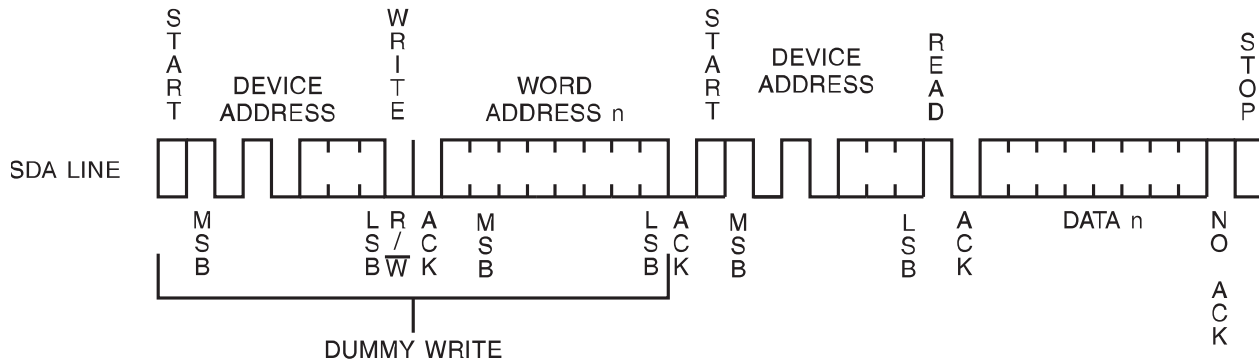 START
DEVICE
ADDRESS
WRITE
WORD
ADDRESS n
START
DEVICE
ADDRESS
READ
STOP
SDA LINE
MSB
LSB
R/W
ACK
MSB
LSB
ACK
MSB
LSB
ACK
DATA n
NO ACK
DUMMY WRITE